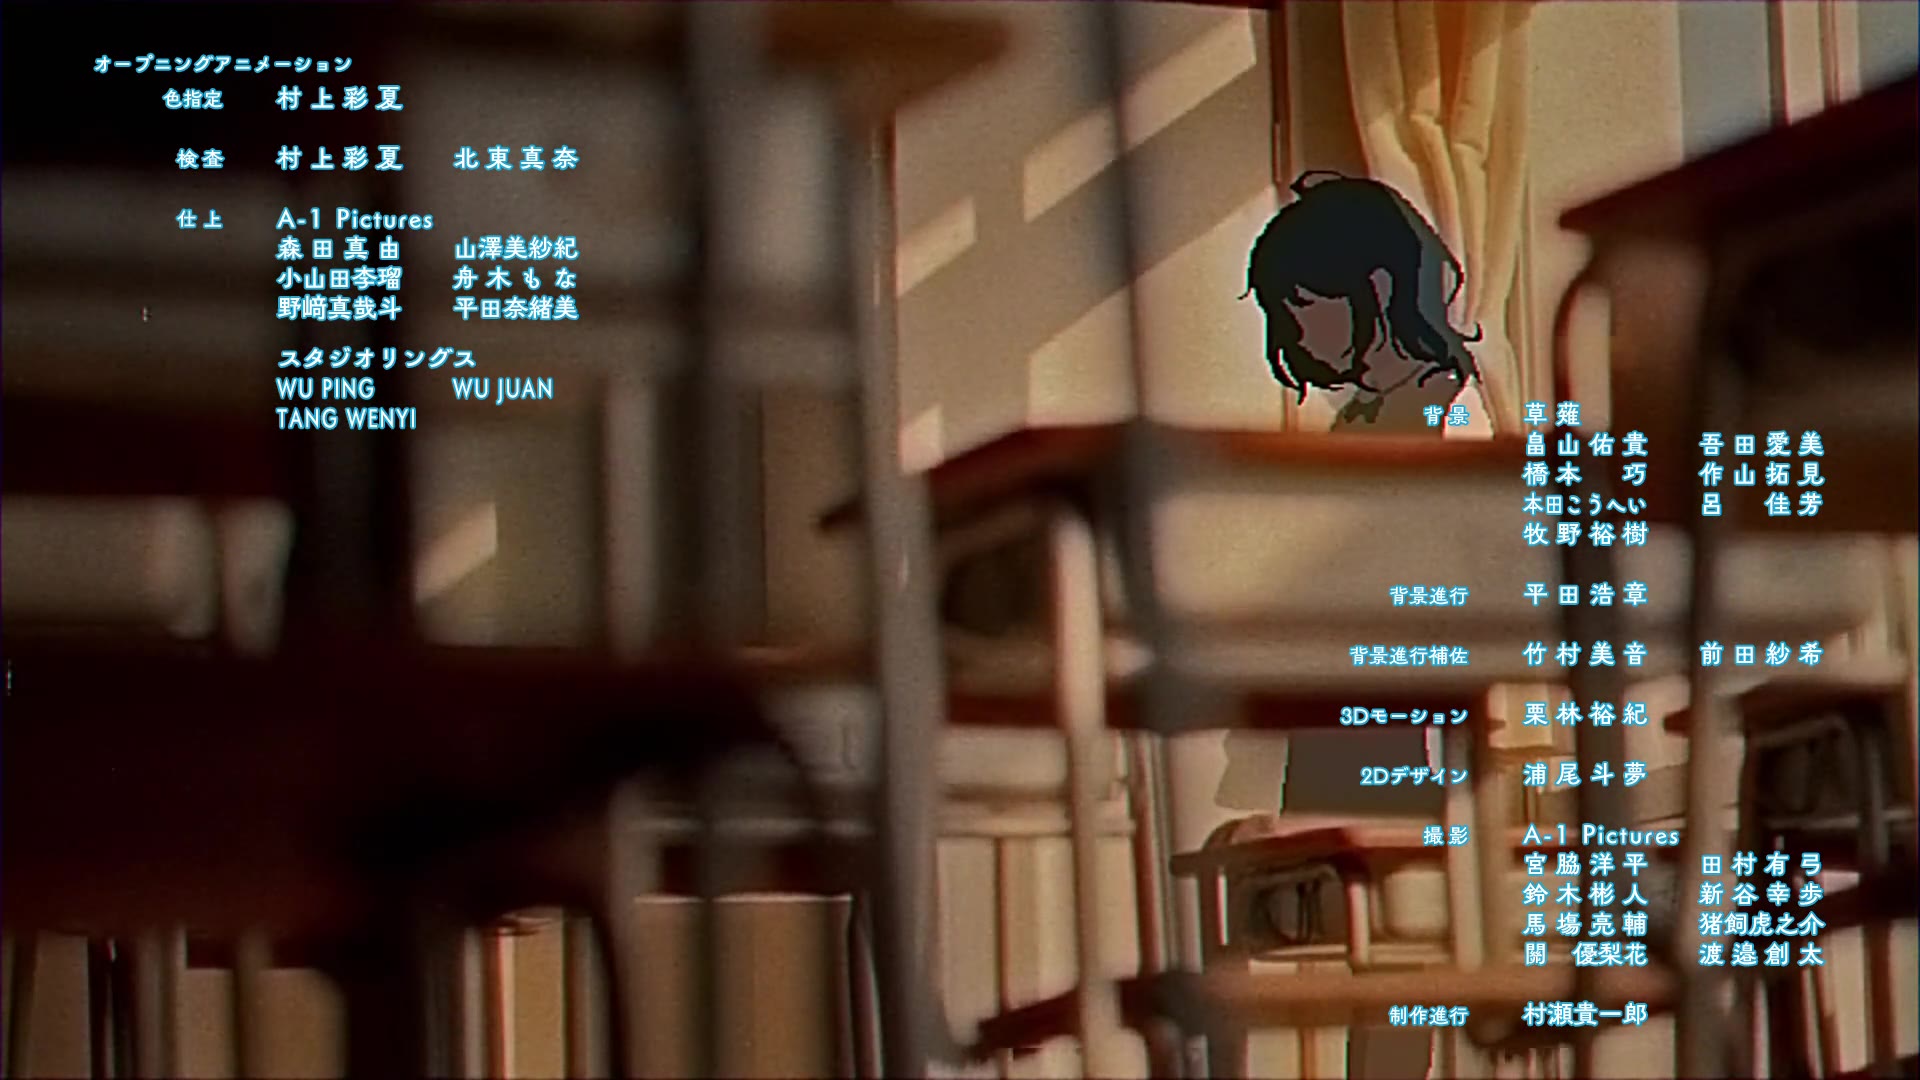 オープニングアニメーション
色指定 村上彩夏
検査 村上彩夏 北東真奈
仕上 A-1 Pictures
森田真由 山澤美紗紀
小山田李瑠 舟木もな
野﨑真哉斗 平田奈緒美
スタジオリングス
WU PING WU JUAN
TANG WENYI
背景 草薙
畠山佑貴 吾田愛美
橋本 巧 作山拓見
本田こうへい 呂 佳芳
牧野裕樹
背景進行 平田浩章
背景進行補佐 竹村美音 前田紗希
3Dモーション 栗林裕紀
2Dデザイン 浦尾斗夢
撮影 A-1 Pictures
宮脇洋平 田村有弓
鈴木彬人 新谷幸歩
馬場亮輔 猪飼虎之介
關 優梨花 渡邉創太
制作進行 村瀬貴一郎